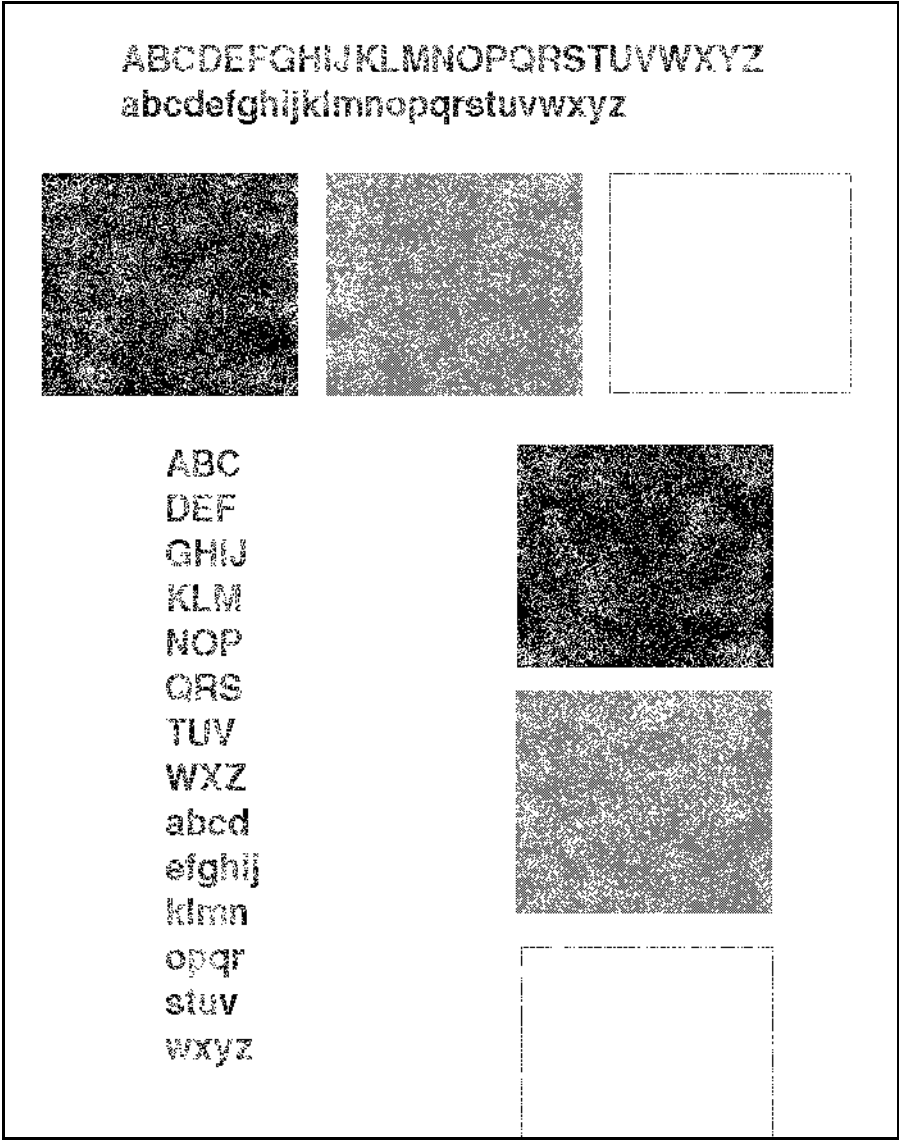 ABCDEFGHIJKLMNOPQRSTUVWXYZ
abcdefghijklmnopqrstuvwxyz
ABC
DEF
GHIJ
KLM
NOP
QRS
TUV
WXZ
abcd
efghij
klmn
opqr
stuv
wxyz